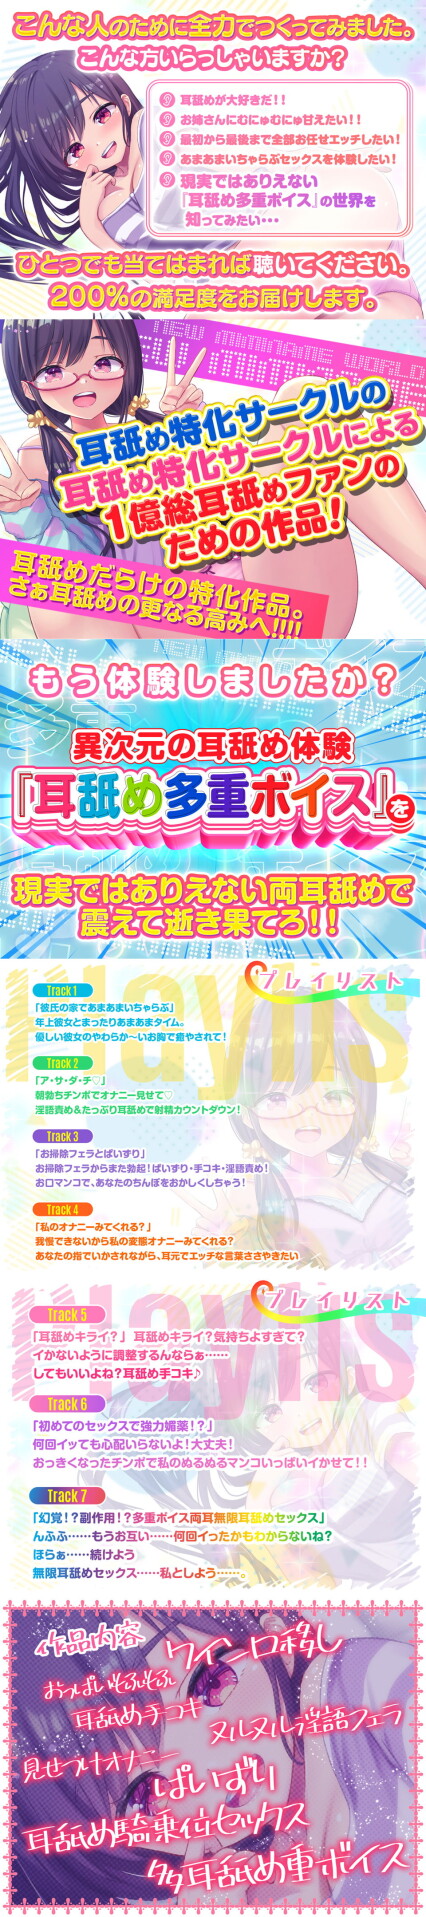 こんな人のために全力でつくってみました。
こんな方いらっしゃいますか?
耳舐めが大好きだ!!
お姉さんにむにゅむにゅ甘えたい!!
最初から最後まで全部お任せエッチしたい!
あまあまいちゃらぶセックスを体験したい!
現実ではありえない
『耳舐め多重ボイス』の世界を
知ってみたい…
ひとつでも当てはまれば聴いてください。
200%の満足度をお届けします。
NEW MIMINAME WORLD
耳舐め特化サークルの
耳舐め特化サークルによる
1億総耳舐めファンの
ための作品!
耳舐めだらけの特化作品。
さぁ耳舐めの更なる高みへ!!!!
もう体験しましたか?
異次元の耳舐め体験
『耳舐め多重ボイス』を
現実ではありえない両耳舐めで
震えて逝き果てろ!!
プレイリスト
Track 1
「彼氏の家であまあまいちゃらぶ」
年上彼女とまったりあまあまタイム。
優しい彼女のやわらか〜いお胸で癒やされて!
Track 2
「ア・サ・ダ・チ♡」
朝勃ちチンポでオナニー見せて♡
淫語責め&たっぷり耳舐めで射精カウントダウン!
Track 3
「お掃除フェラとぱいずり」
お掃除フェラからまた勃起!ぱいずり・手コキ・淫語責め!
お口マンコで、あなたのちんぽをおかしくしちゃう!
Track 4
「私のオナニーみてくれる?」
我慢できないから私の変態オナニーみてくれる?
あなたの指でいかされながら、耳元でエッチな言葉ささやきたい
プレイリスト
Track 5
「耳舐めキライ?」耳舐めキライ?気持ちよすぎて?
イかないように調整するんならぁ……
してもいいよね?耳舐め手コキ♪
Track 6
「初めてのセックスで強力媚薬!?」
何回イッても心配いらないよ!大丈夫!
おっきくなったチンポで私のぬるぬるマンコいっぱいイかせて!!
Track 7
「幻覚!?副作用!?多重ボイス両耳無限耳舐めセックス」
んふふ……もうお互い……何回イったかもわからないね?
ほらぁ……続けよう
無限耳舐めセックス……私としよう……。
作品内容
ワイン口移し
おっぱいもみもみ
耳舐め手コキ
ヌルヌル淫語フェラ
見せつけオナニー
ぱいずり
耳舐め騎乗位セックス
多耳舐め重ボイス